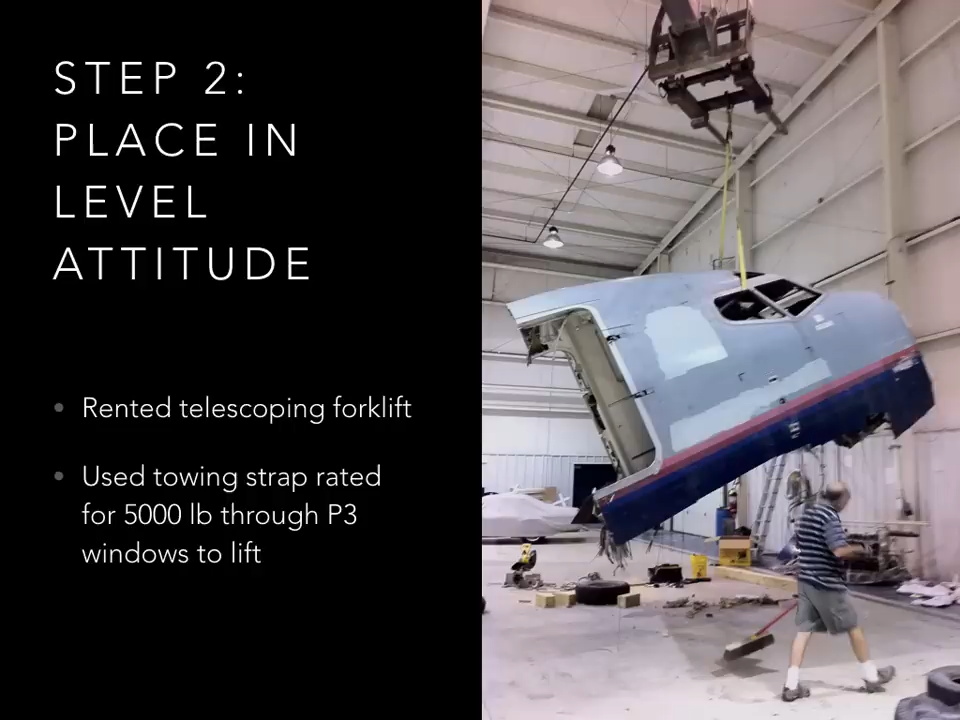 STEP 2:
PLACE IN
LEVEL
ATTITUDE
• Rented telescoping forklift
• Used towing strap rated
for 5000 lb through P3
windows to lift